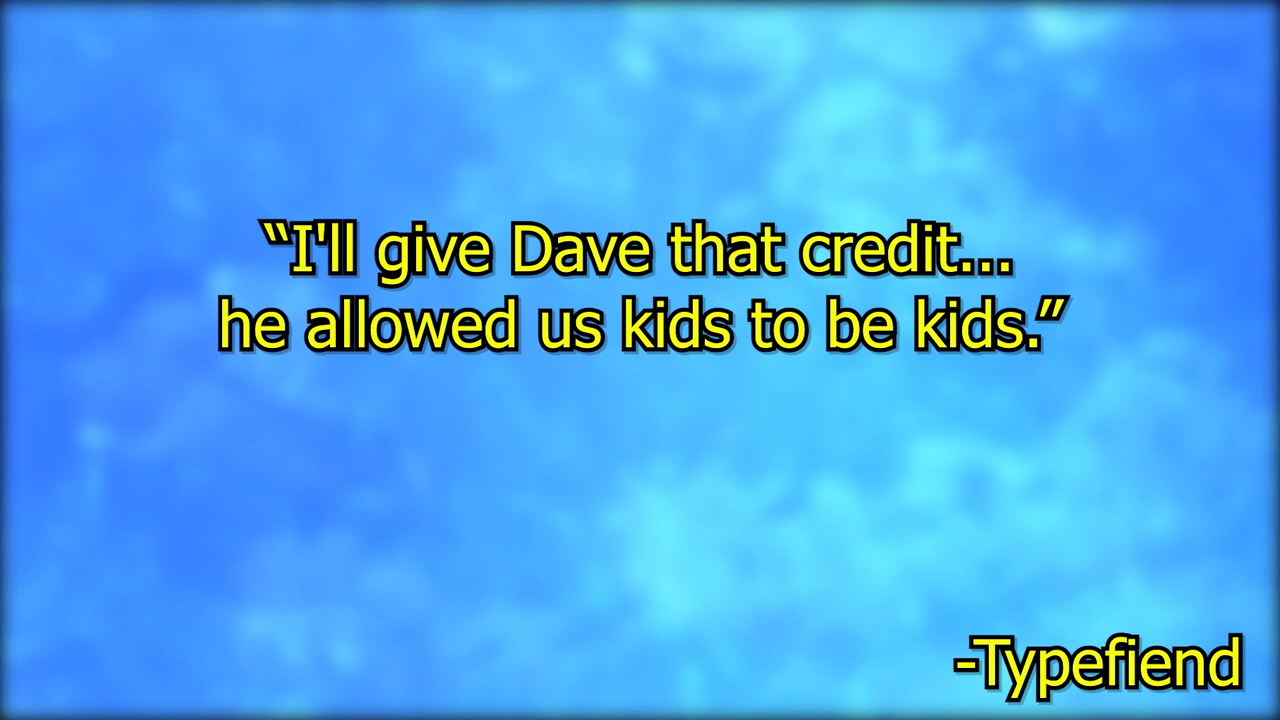 “I'll give Dave that credit...
he allowed us kids to be kids.”
-Typefiend